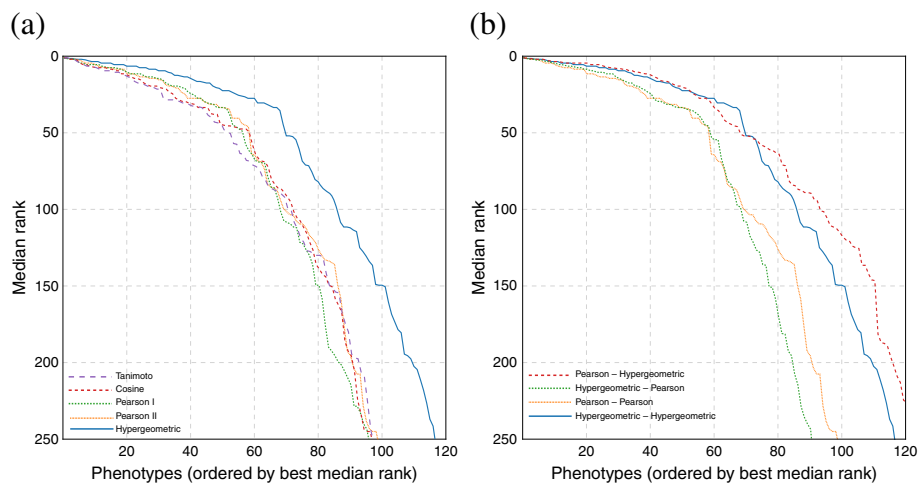 (a)
0
50
100
150
200
250
20
40
60
80
100
120
Median rank
Phenotypes (ordered by best median rank)
Tanimoto
Cosine
Pearson I
Pearson II
Hypergeometric
(b)
0
50
100
150
200
250
20
40
60
80
100
120
Median rank
Phenotypes (ordered by best median rank)
Pearson – Hypergeometric
Hypergeometric – Pearson
Pearson – Pearson
Hypergeometric – Hypergeometric